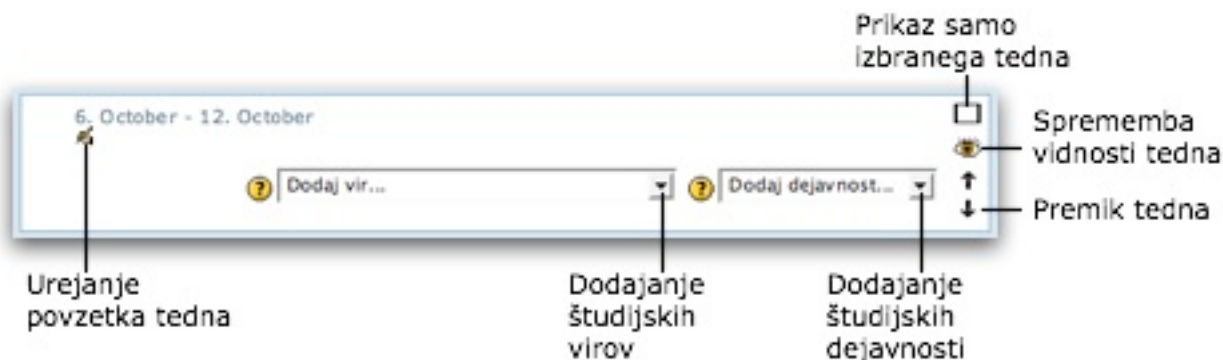 Prikaz samo
izbranega tedna
6. October - 12. October
Sprememba
vidnosti tedna
? Dodaj vir...
? Dodaj dejavnost...
Premik tedna
Urejanje
povzetka tedna
Dodajanje
študijskih
virov
Dodajanje
študijskih
dejavnosti